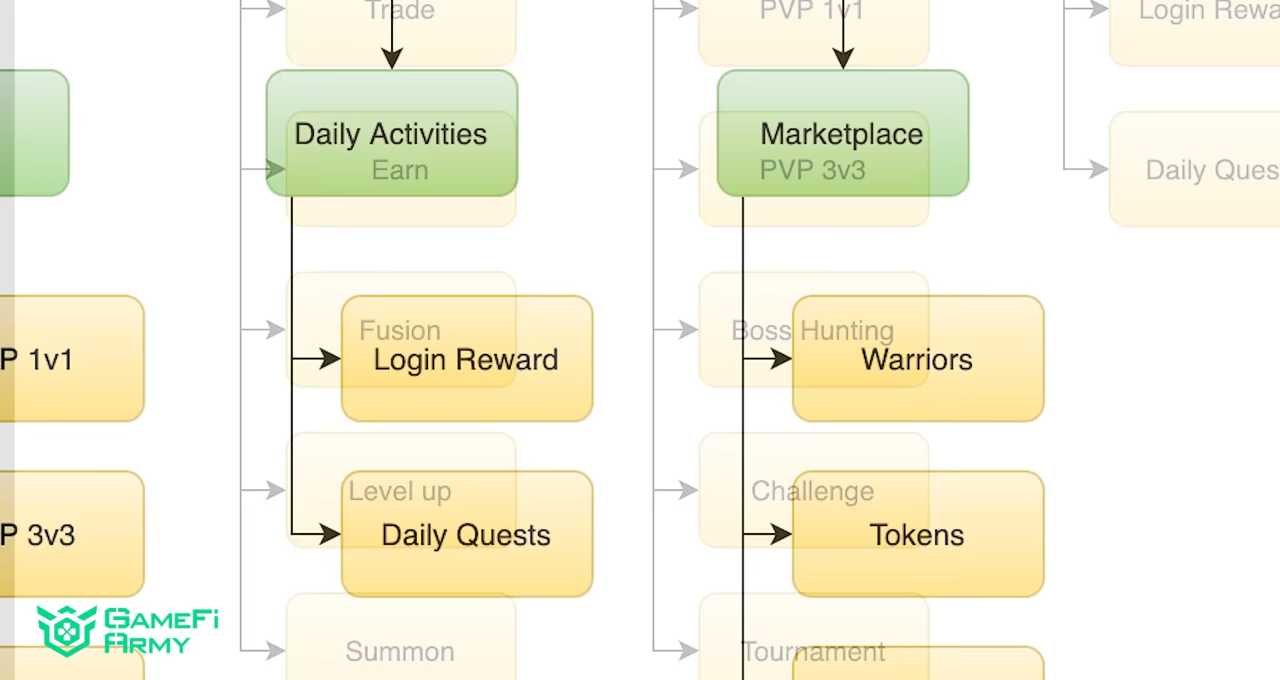 Trade
PVP 1v1
Login Rewa
Daily Activities
Marketplace
Earn
PVP 3v3
Daily Ques
Fusion
Boss Hunting
P 1v1
Login Reward
Warriors
Level up
Challenge
P 3v3
Daily Quests
Tokens
GAMEFI
ARMY
Summon
Tournament